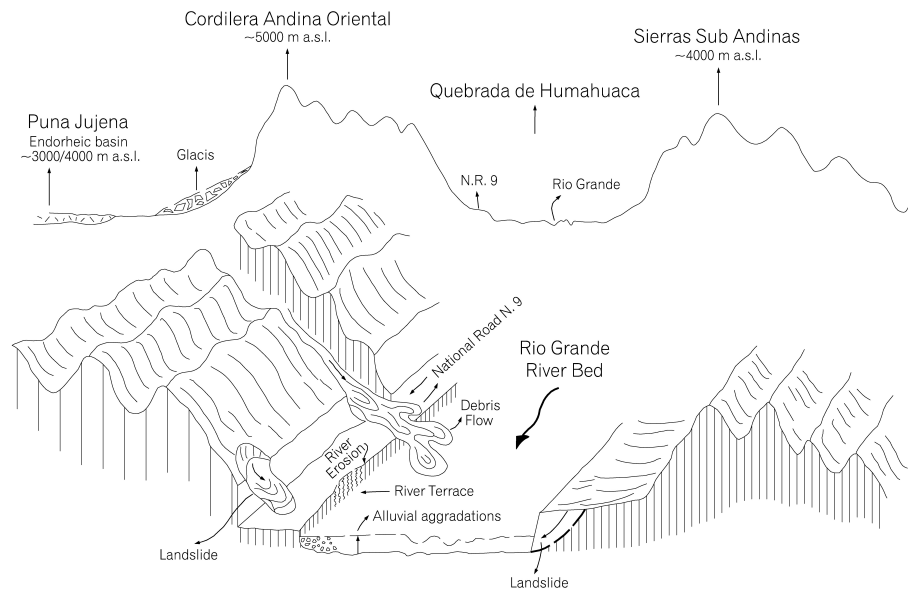 Cordilera Andina Oriental
~5000 m a.s.l.
Sierras Sub Andinas
~4000 m a.s.l.
Quebrada de Humahuaca
Puna Jujena
Endorheic basin
~3000/4000 m a.s.l.
Glacis
N.R. 9
Rio Grande
National Road N. 9
Rio Grande
River Bed
Debris
Flow
River
Erosion
River Terrace
Alluvial aggradations
Landslide
Landslide